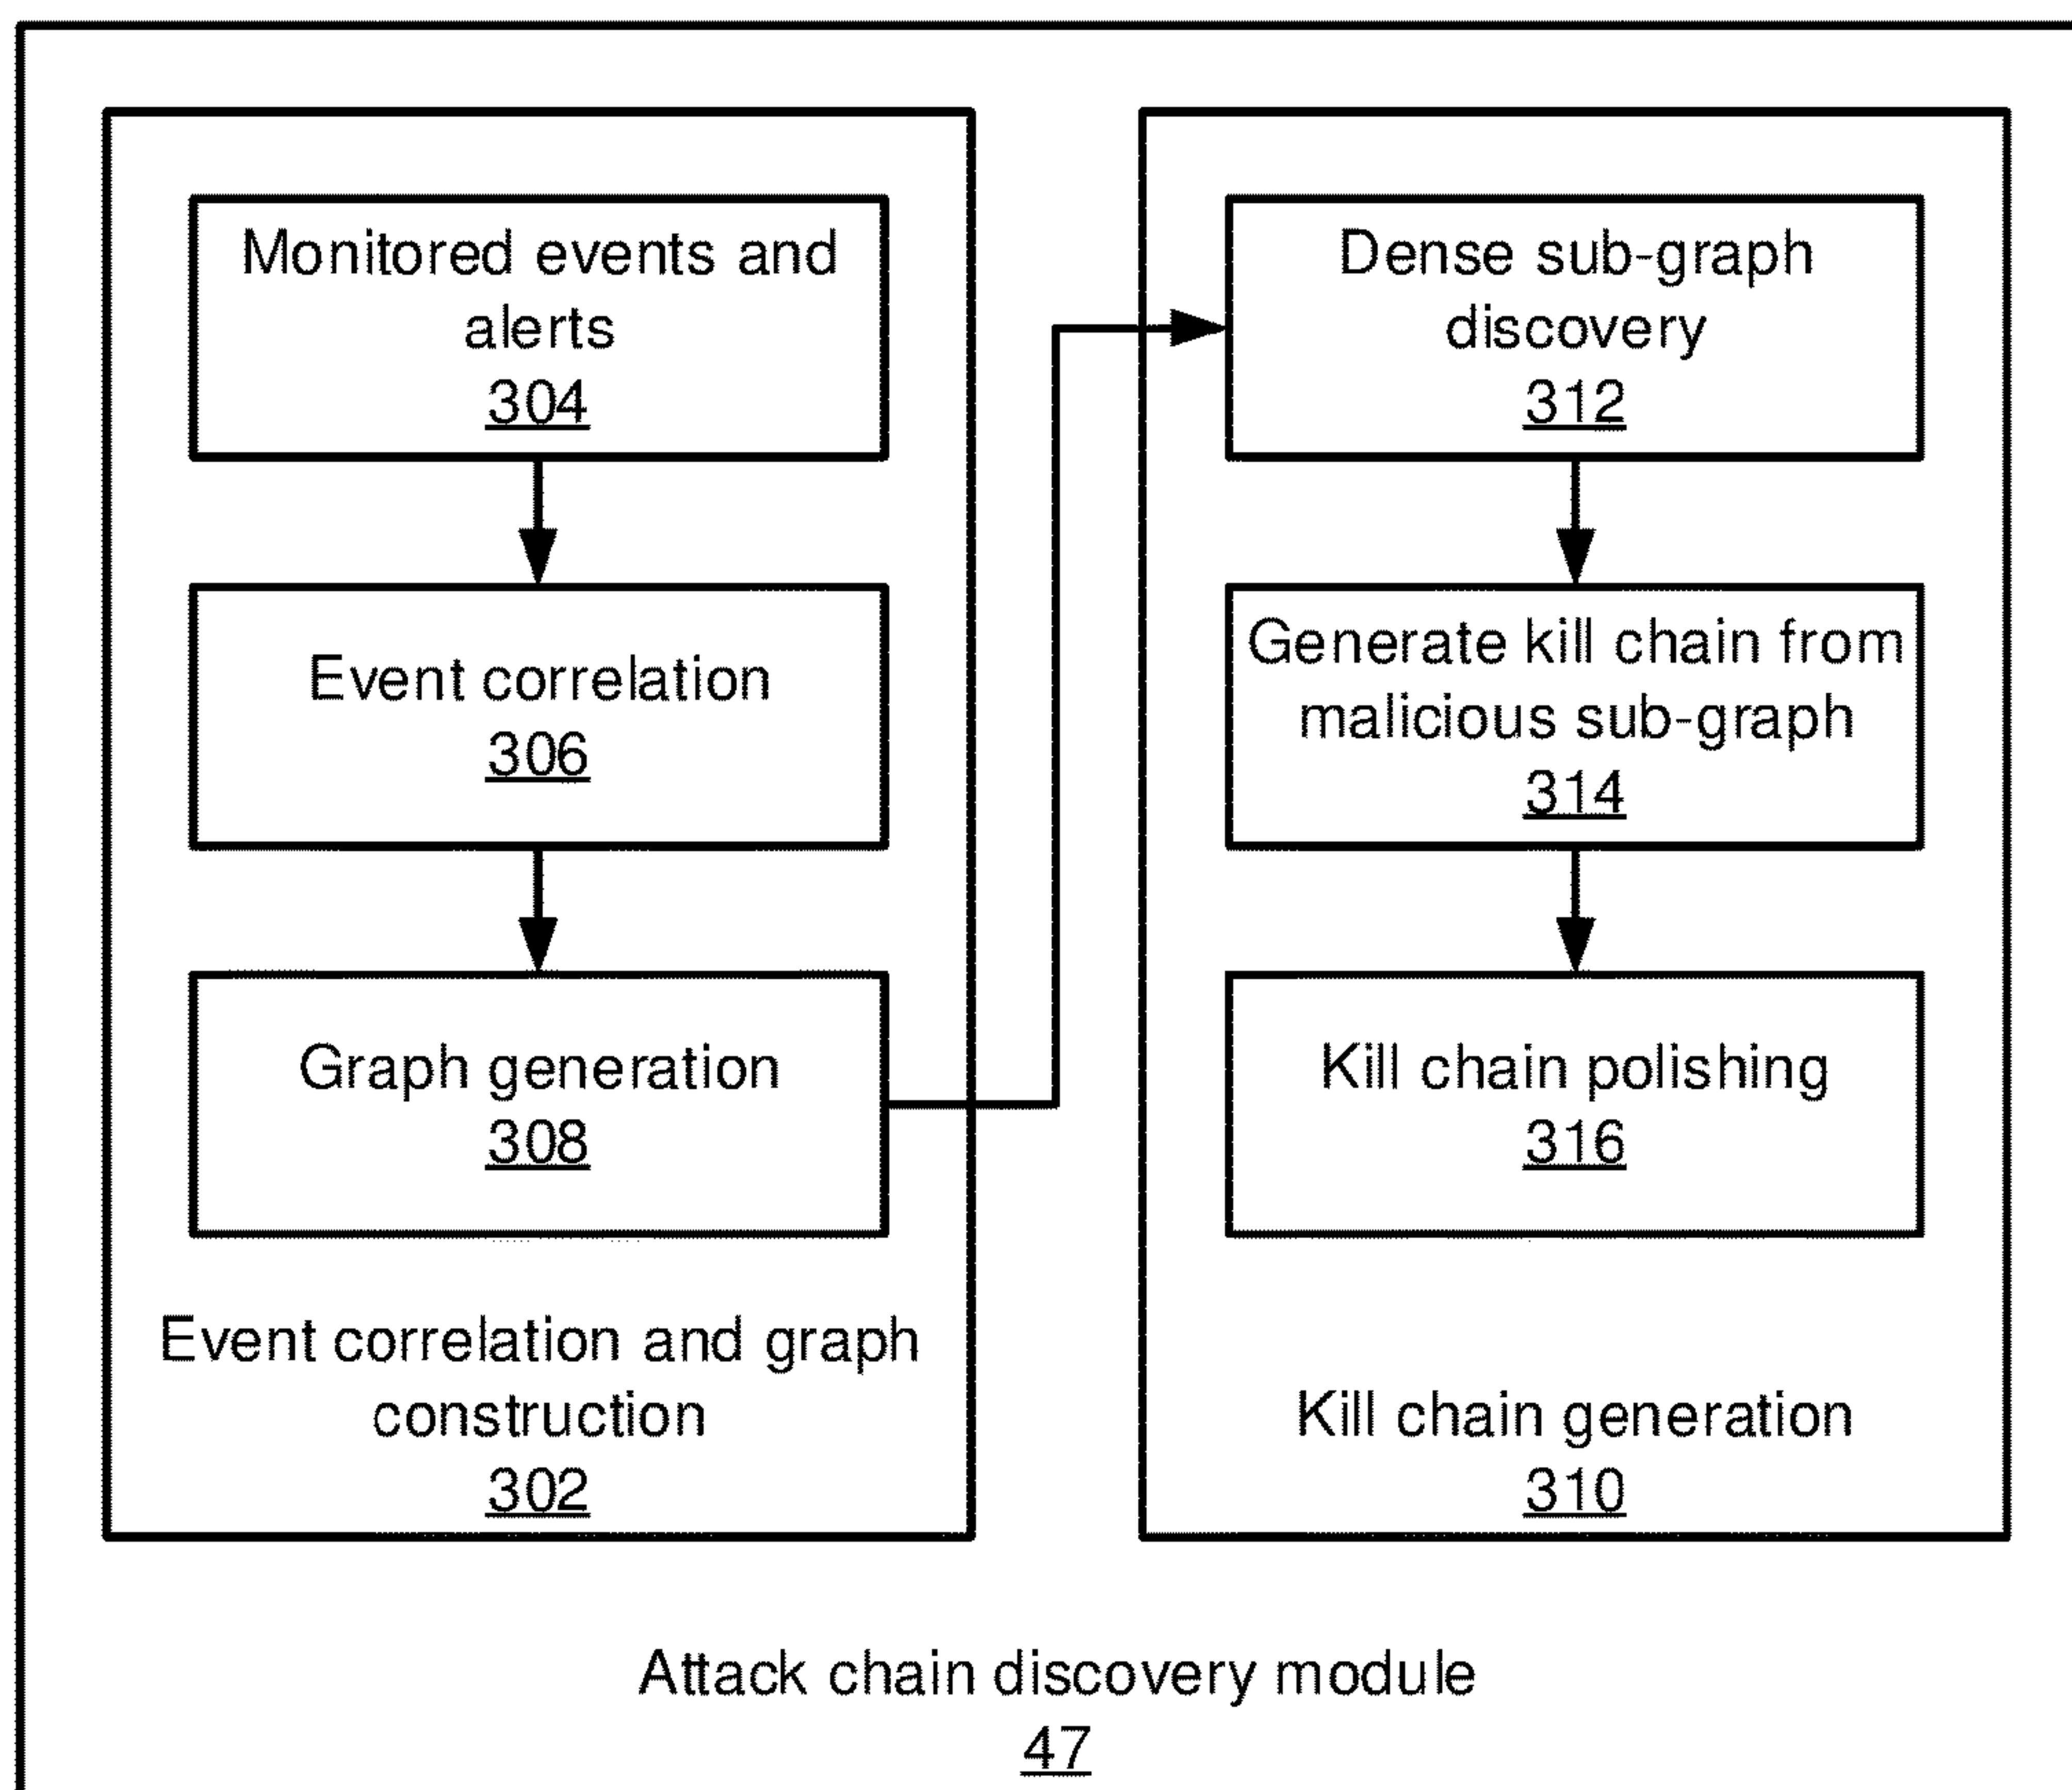 Monitored events and
alerts
304
Event correlation
306
Graph generation
308
Event correlation and graph
construction
302
Dense sub-graph
discovery
312
Generate kill chain from
malicious sub-graph
314
Kill chain polishing
316
Kill chain generation
310
Attack chain discovery module
47